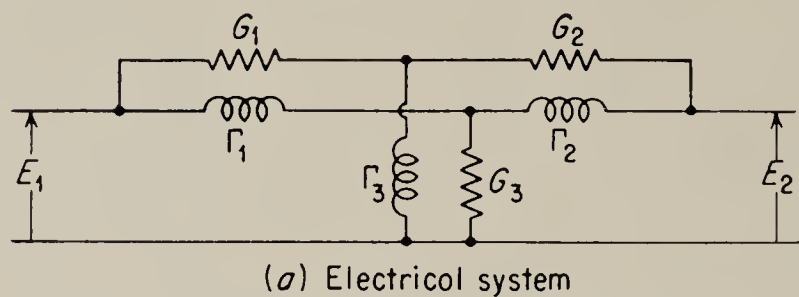 G₁ G₂
Γ₁ Γ₂
E₁ Γ₃ G₃ E₂
(a) Electricol system